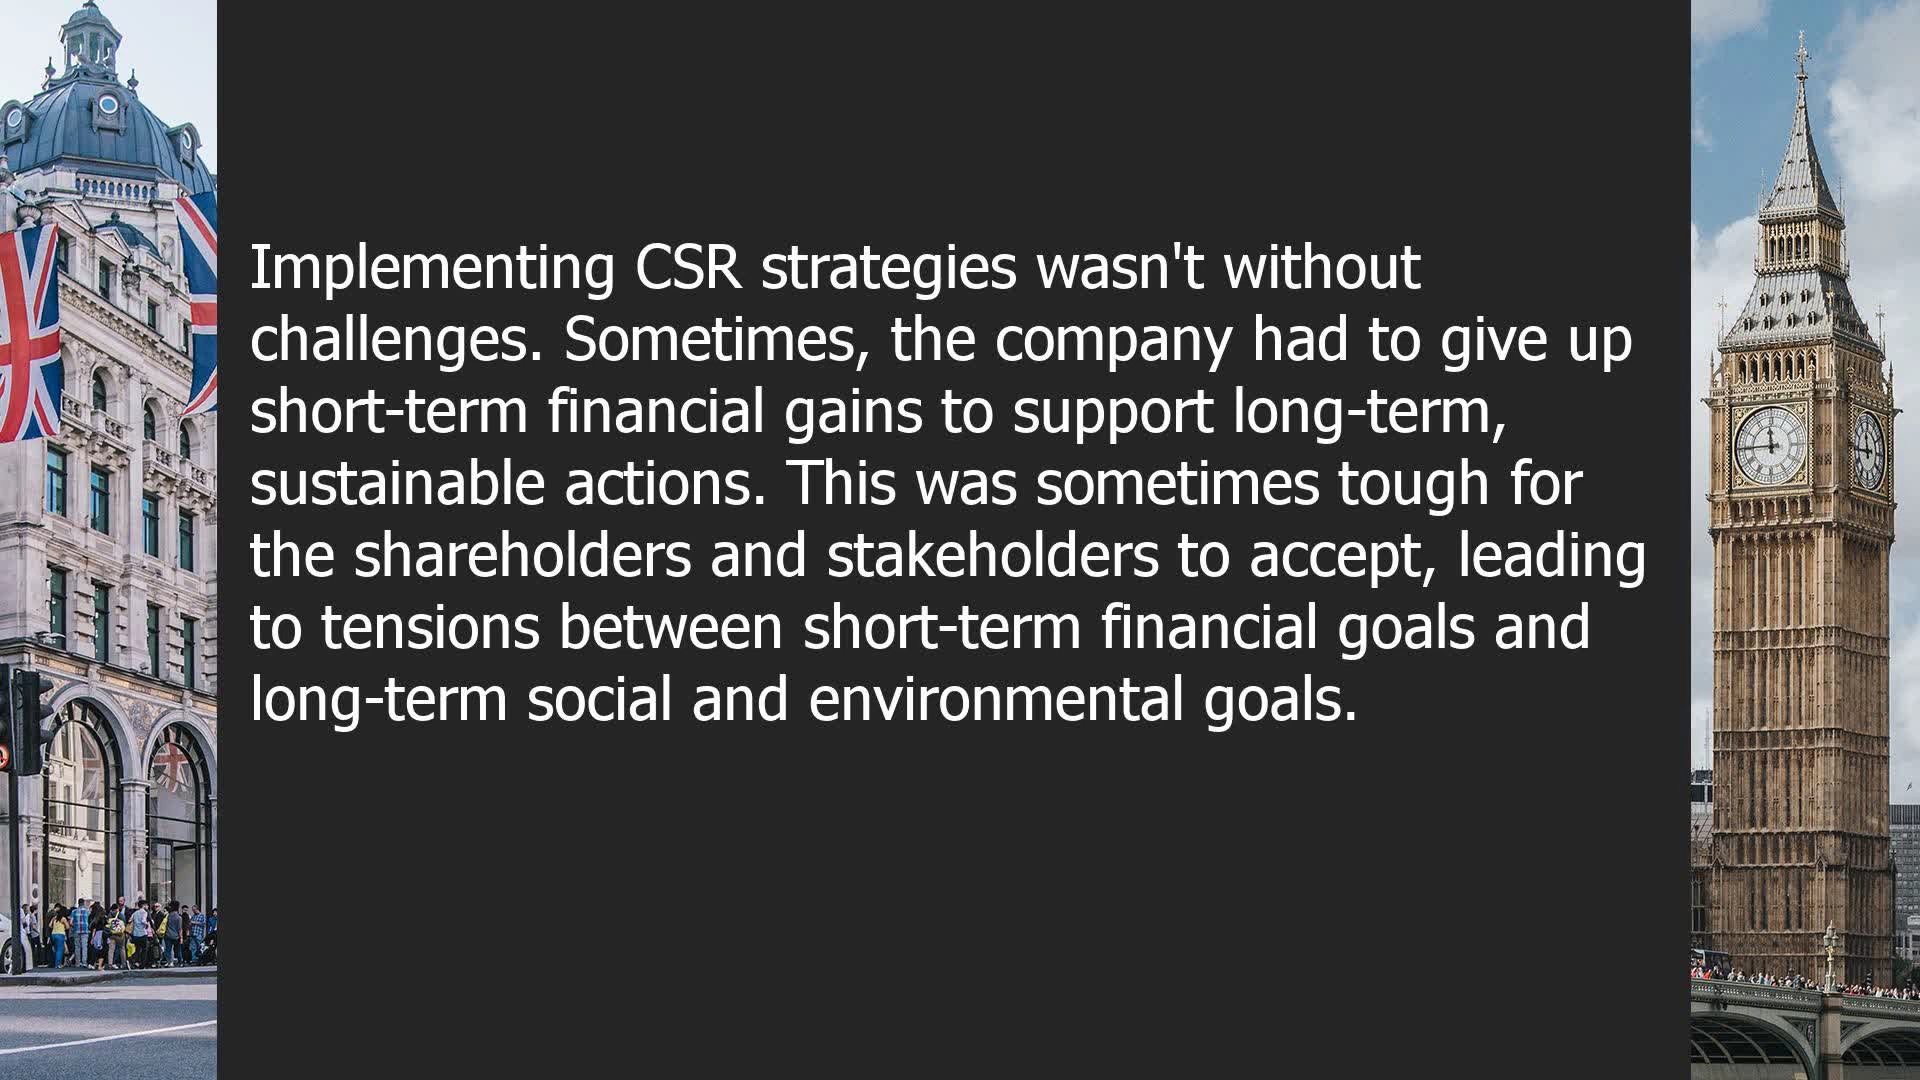 Implementing CSR strategies wasn't without
challenges. Sometimes, the company had to give up
short-term financial gains to support long-term,
sustainable actions. This was sometimes tough for
the shareholders and stakeholders to accept, leading
to tensions between short-term financial goals and
long-term social and environmental goals.